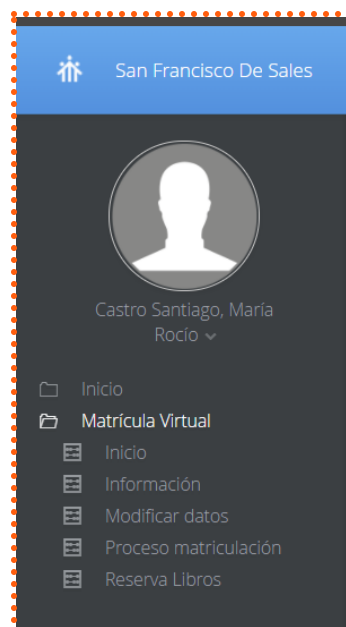 San Francisco De Sales
Castro Santiago, María
Rocío
Inicio
Matrícula Virtual
Inicio
Información
Modificar datos
Proceso matriculación
Reserva Libros